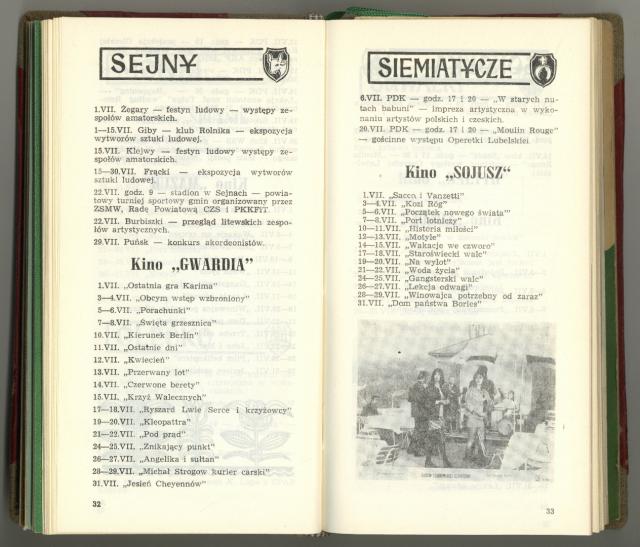 SEJNY
1.VII. Żegary — festyn ludowy — występy ze-
społów amatorskich.
1—15.VII. Giby — klub Rolnika — ekspozycja
wytworów sztuki ludowej.
15.VII. Klejwy — festyn ludowy występy ze-
społów amatorskich.
15—30.VII. Frącki — ekspozycja wytworów
sztuki ludowej.
22.VII. godz. 9 — stadion w Sejnach — powia-
towy turniej sportowy gmin organizowany przez
ZSMW, Radę Powiatową CZS i PKKFiT.
22.VII. Burbiszki — przegląd litewskich zespo-
łów artystycznych.
29.VII. Puńsk — konkurs akordeonistów.
Kino „GWARDIA"
1.VII. „Ostatnia gra Karima"
3—4.VII. „Obcym wstęp wzbroniony"
5—6.VII. „Porachunki"
7—8.VII. „Święta grzesznica"
10.VII. „Kierunek Berlin"
11.VII. „Ostatnie dni"
12.VII. „Kwiecień"
13.VII. „Przerwany lot"
14.VII. „Czerwone berety"
15.VII. „Krzyż Walecznych"
17—18.VII. „Ryszard Lwie Serce i krzyżowcy"
19—20.VII. „Kleopattra"
21—22.VII. „Pod prąd"
24—25.VII. „Znikający punkt"
26—27.VII. „Angelika i sułtan"
28—29.VII. „Michał Strogow kurier carski"
31.VII. „Jesień Cheyennów"
32
SIEMIATYCZE
6.VII. PDK — godz. 17 i 20 — „W starych nu-
tach babuni" — impreza artystyczna w wyko-
naniu artystów polskich i czeskich.
20.VII. PDK — godz. 17 i 20 — „Moulin Rouge"
— gościnne występu Operetki Lubelskiej
Kino „SOJUSZ"
1.VII. „Sacco i Vanzetti"
3—4.VII. „Kozi Róg"
5—6.VII. „Początek nowego świata"'
7—8.VII. „Port lotniczy"
10—11.VII. „Historia miłości"
12—13.VII. „Motyle"
14—15.VII. „Wakacje we czworo"
17—18.VII. „Staroświecki walc"
19—20.VII. „Na wylot"
21—22.VII. „Woda życia"
24—25.VII. „Gangsterski walc"
26—27.VII. „Lekcja odwagi"
28—29.VII. „Winowajca potrzebny od zaraz"
31.VII. „Dom państwa Bories"
33